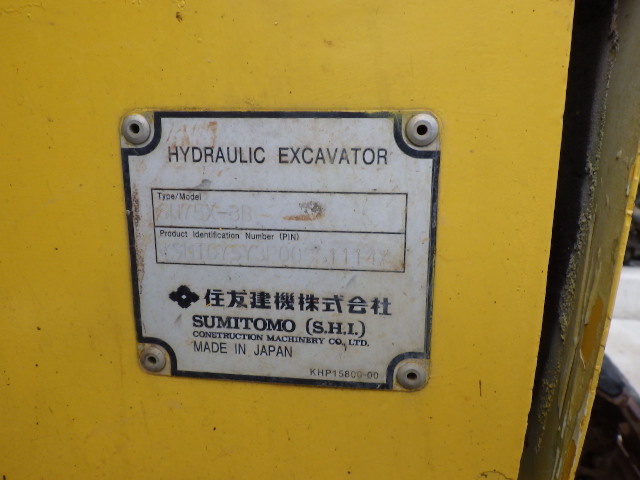 HYDRAULIC EXCAVATOR
Type/Model
Product Identification Number (PIN)
住友建機株式会社
SUMITOMO (S.H.I.)
CONSTRUCTION MACHINERY CO., LTD.
MADE IN JAPAN
KHP15800-00